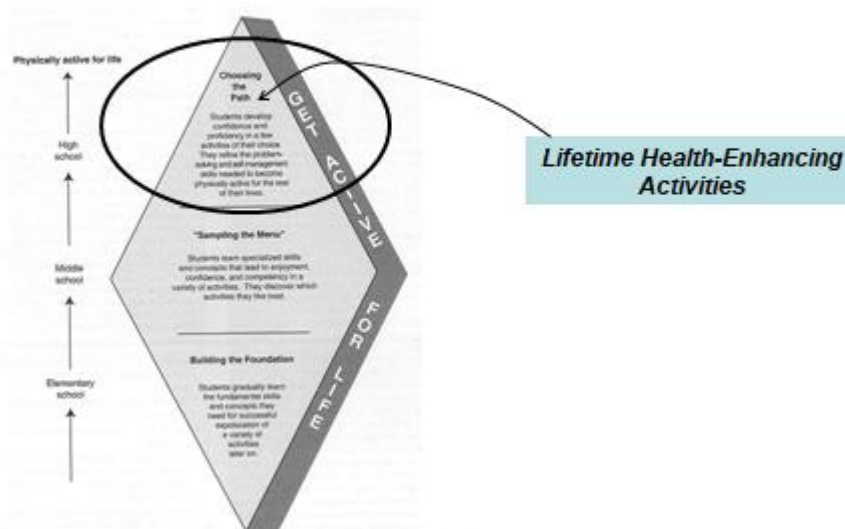 Physically active for life
High
school
Middle
school
Elementary
school
Choosing
the
Path
Students develop
confidence and
proficiency in a few
activities of their choice.
They refine the problem-
solving and self-management
skills needed to become
physically active for the rest
of their lives.
"Sampling the Menu"
Students learn specialized skills
and concepts that lead to enjoyment,
confidence, and competency in a
variety of activities. They discover which
activities they like best.
Building the Foundation
Students gradually learn
the fundamental skills
and concepts they
need for successful
of
a variety of
activities
later on.
GET ACTIVE FOR LIFE
Lifetime Health-Enhancing
Activities